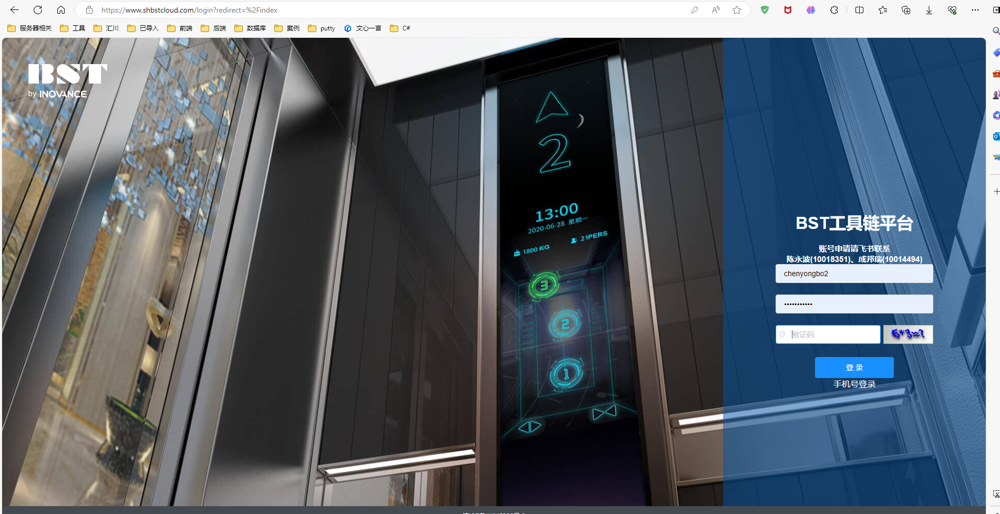 https://www.shbstcloud.com/login?redirect=%2Findex
服务器相关 工具 汇川 已导入 前端 后端 数据库 案例 putty 文心一言 C#
BST
by INOVANCE
2
13:00
2020-06-28 星期一
1800 KG 21PERS
3
2
1
BST工具链平台
账号申请请飞书联系
陈永波(10018351)、成邦瑞(10014494)
chenyongbo2
•••••••••••
验证码 6*3=?
登 录
手机号登录